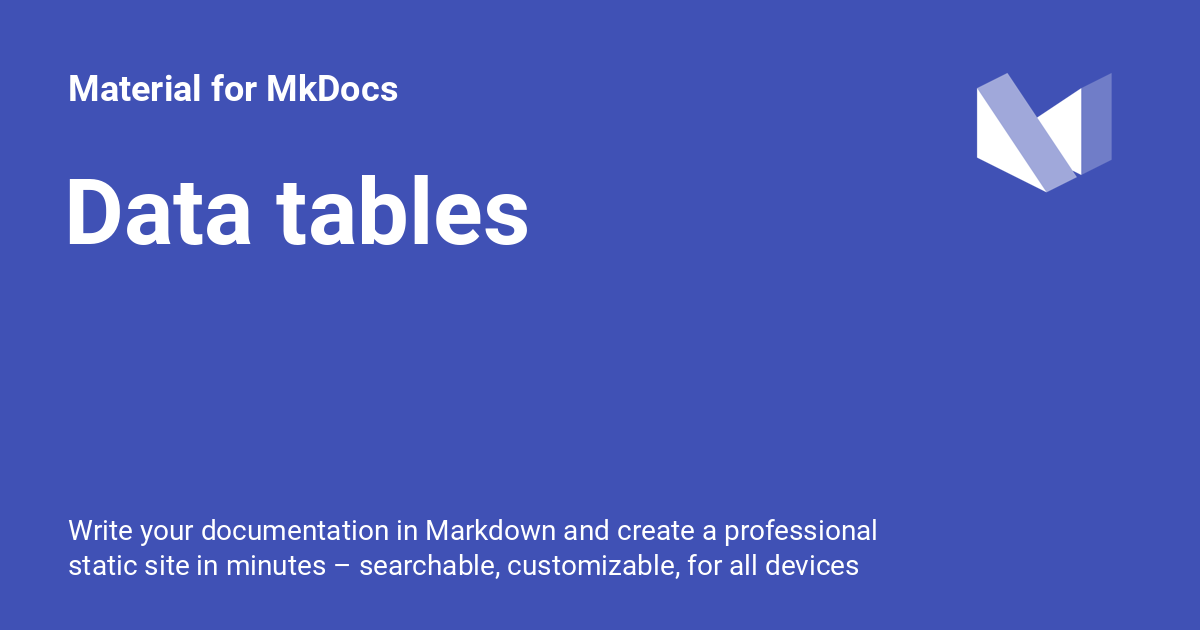 Material for MkDocs
Data tables
Write your documentation in Markdown and create a professional
static site in minutes – searchable, customizable, for all devices